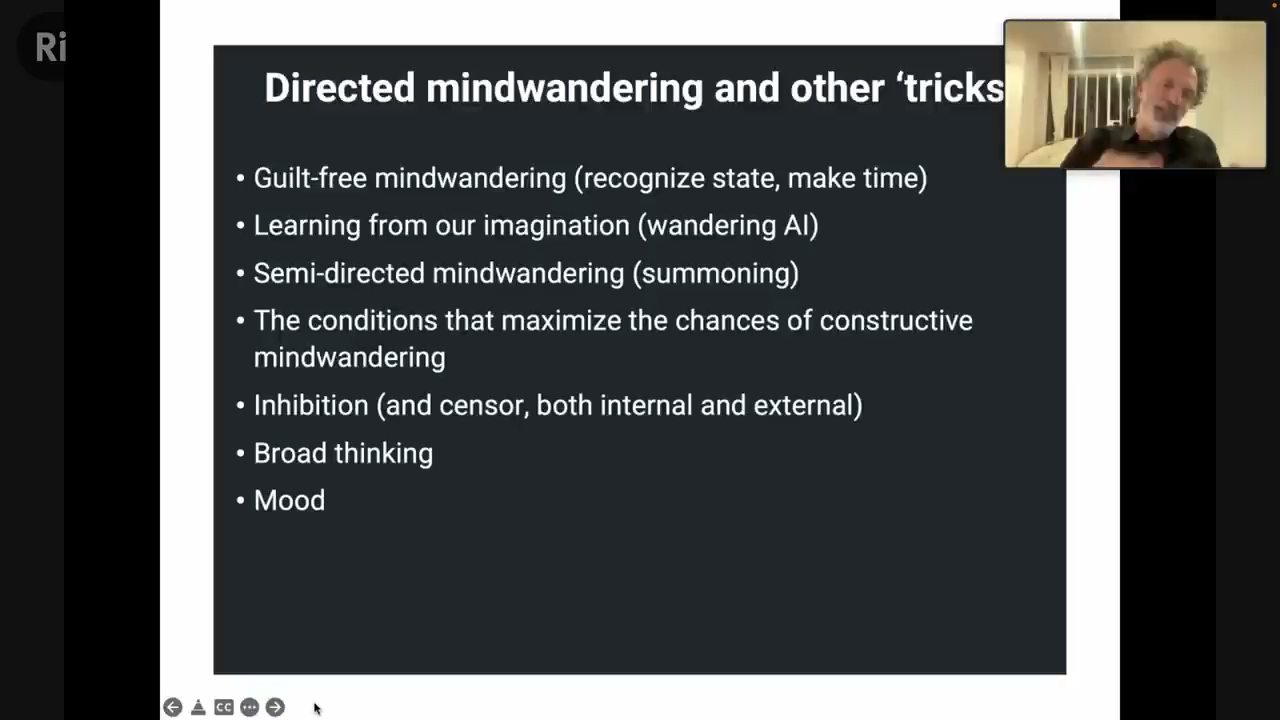 Ri
Directed mindwandering and other ‘tricks
• Guilt-free mindwandering (recognize state, make time)
• Learning from our imagination (wandering AI)
• Semi-directed mindwandering (summoning)
• The conditions that maximize the chances of constructive
mindwandering
• Inhibition (and censor, both internal and external)
• Broad thinking
• Mood
CC